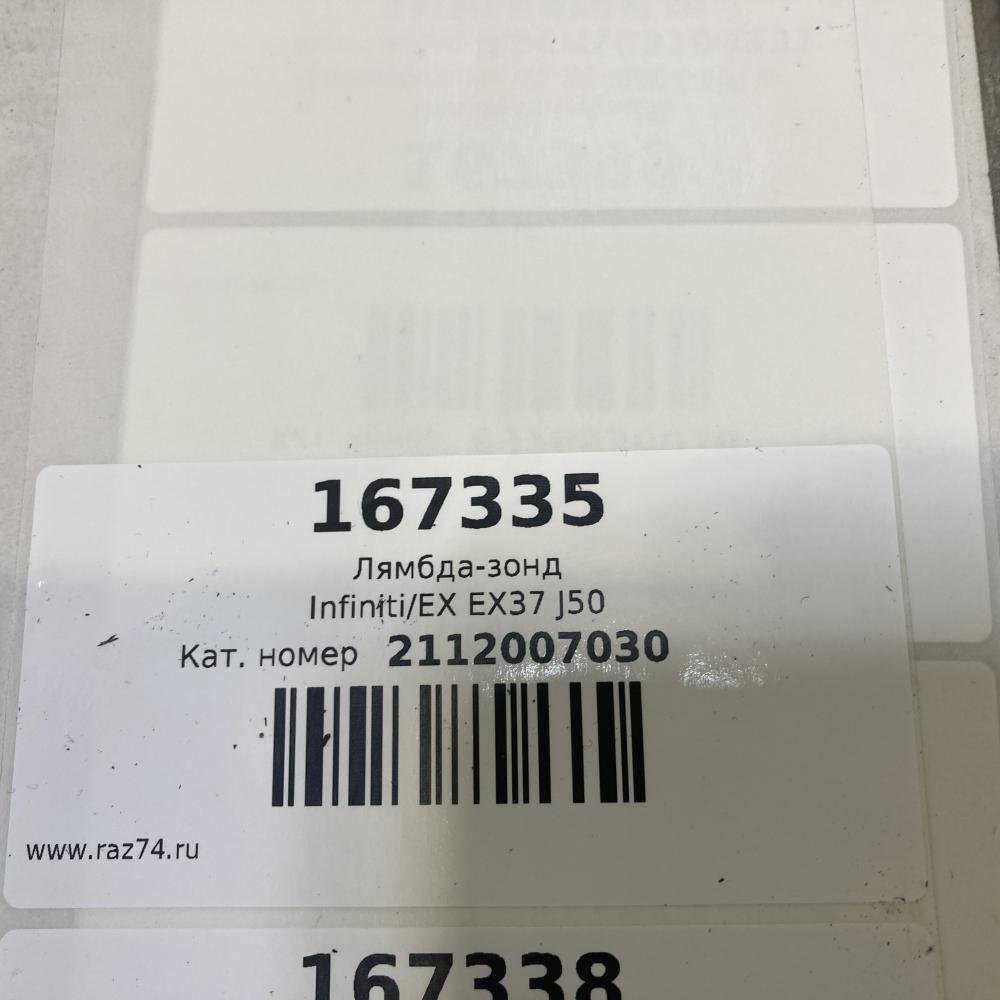 167335
Лямбда-зонд
Infiniti/EX EX37 J50
Кат. номер 2112007030
www.raz74.ru
167338